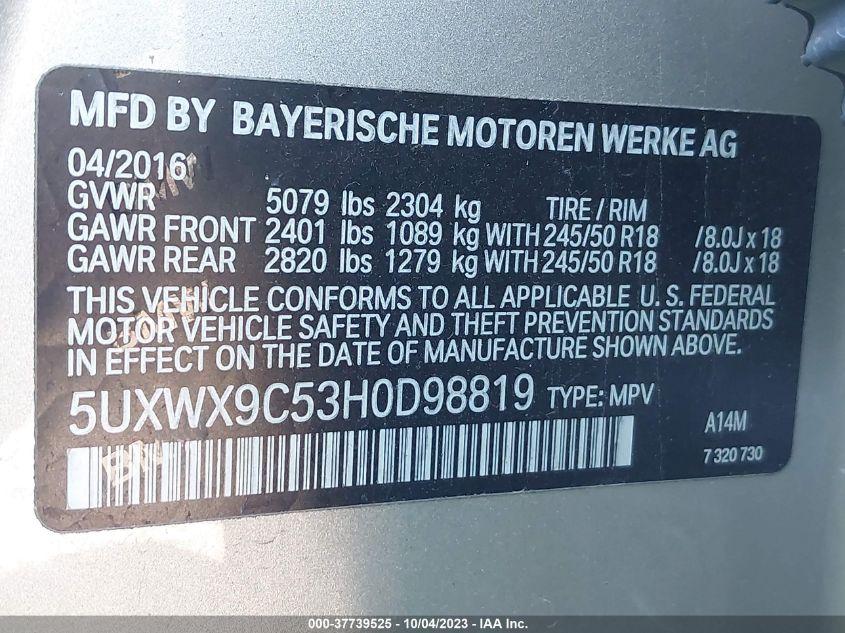 MFD BY BAYERISCHE MOTOREN WERKE AG
04/2016
GVWR 5079 lbs 2304 kg TIRE / RIM
GAWR FRONT 2401 lbs 1089 kg WITH 245/50 R18 /8.0J x 18
GAWR REAR 2820 lbs 1279 kg WITH 245/50 R18 /8.0J x 18
THIS VEHICLE CONFORMS TO ALL APPLICABLE U. S. FEDERAL
MOTOR VEHICLE SAFETY AND THEFT PREVENTION STANDARDS
IN EFFECT ON THE DATE OF MANUFACTURE SHOWN ABOVE.
5UXWX9C53H0D98819 TYPE: MPV
A14M
7 320 730
000-37739525 - 10/04/2023 - IAA Inc.